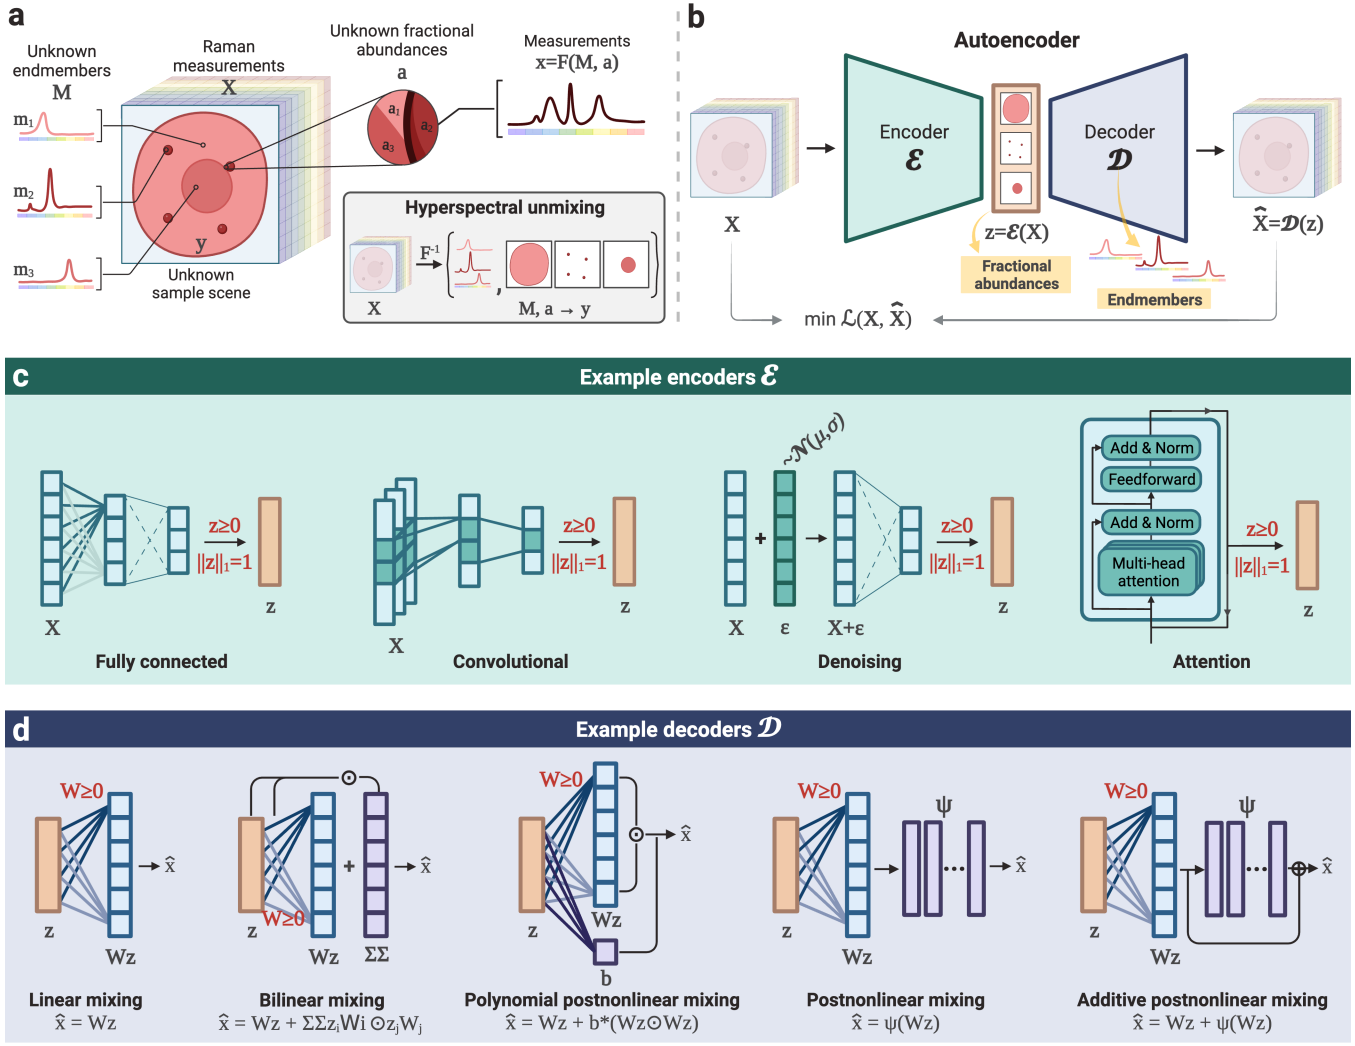 a
Unknown
endmembers
M
m₁
m₂
m₃
Raman
measurements
X
y
Unknown
sample scene
Unknown fractional
abundances
a
a₁
a₂
a₃
Measurements
x=F(M, a)
Hyperspectral unmixing
X
F⁻¹
,
M, a → y
b
Autoencoder
X
Encoder
ℰ
z=ℰ(X)
Fractional
abundances
Decoder
𝒟
Endmembers
X̂=𝒟(z)
min ℒ(X, X̂)
c
Example encoders ℰ
X
z≥0
||z||₁=1
z
Fully connected
X
z≥0
||z||₁=1
z
Convolutional
X
+
~𝒩(μ,σ)
ε
X+ε
z≥0
||z||₁=1
z
Denoising
Add & Norm
Feedforward
Add & Norm
Multi-head
attention
z≥0
||z||₁=1
z
Attention
d
Example decoders 𝒟
W≥0
z
Wz
x̂
Linear mixing
x̂ = Wz
W≥0
z
Wz
+
ΣΣ
x̂
Bilinear mixing
x̂ = Wz + ΣΣzᵢWi ⊙zⱼWⱼ
W≥0
z
Wz
b
x̂
Polynomial postnonlinear mixing
x̂ = Wz + b*(Wz⊙Wz)
W≥0
z
Wz
ψ
...
x̂
Postnonlinear mixing
x̂ = ψ(Wz)
W≥0
z
Wz
ψ
...
x̂
Additive postnonlinear mixing
x̂ = Wz + ψ(Wz)